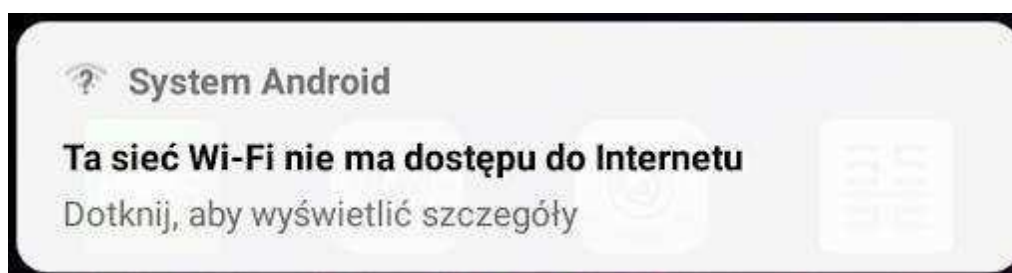 System Android
Ta sieć Wi-Fi nie ma dostępu do Internetu
Dotknij, aby wyświetlić szczegóły